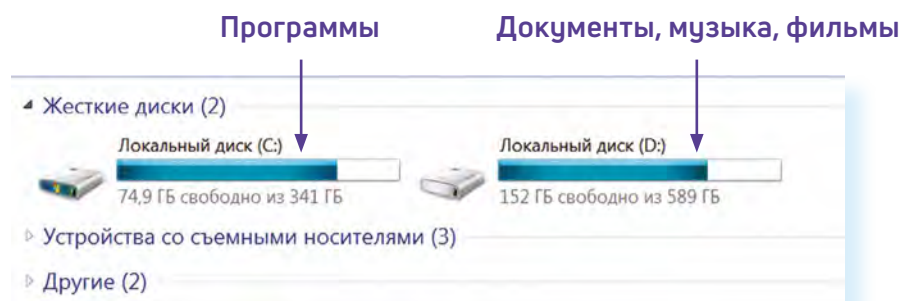 Программы Документы, музыка, фильмы
Жесткие диски (2)
Локальный диск (C:) Локальный диск (D:)
74,9 ГБ свободно из 341 ГБ 152 ГБ свободно из 589 ГБ
Устройства со съемными носителями (3)
Другие (2)